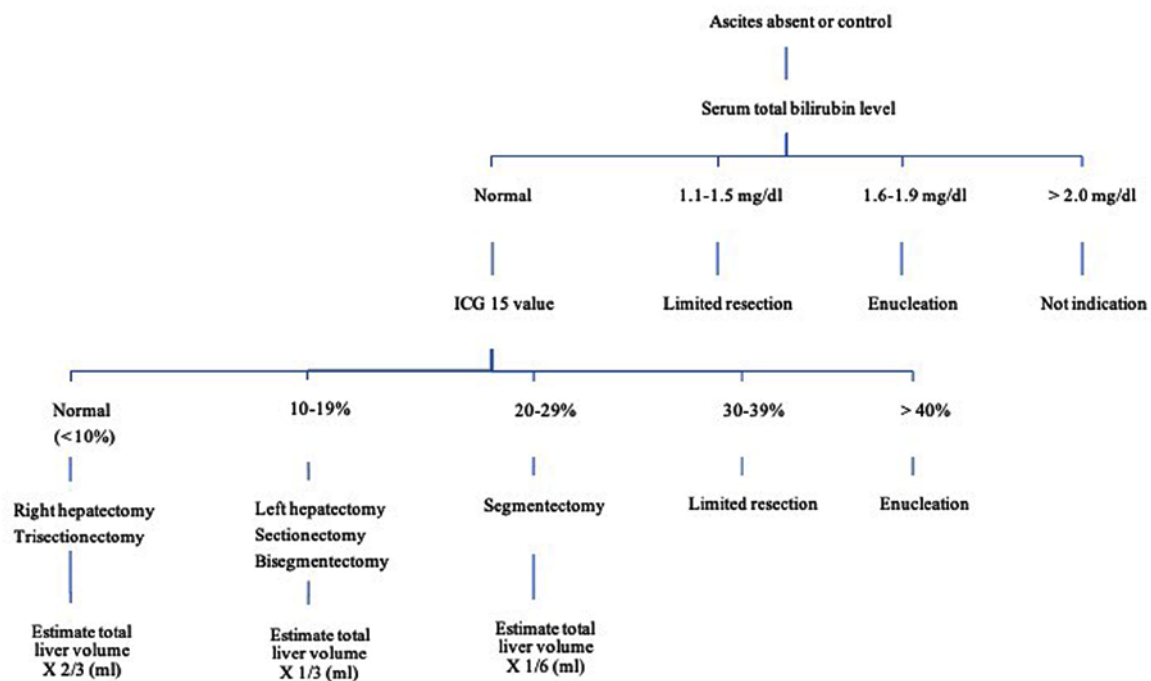 Ascites absent or control
Serum total bilirubin level
Normal
1.1-1.5 mg/dl
1.6-1.9 mg/dl
> 2.0 mg/dl
ICG 15 value
Limited resection
Enucleation
Not indication
Normal
(<10%)
10-19%
20-29%
30-39%
> 40%
Right hepatectomy
Trisectionectomy
Left hepatectomy
Sectionectomy
Bisegmentectomy
Segmentectomy
Limited resection
Enucleation
Estimate total
liver volume
X 2/3 (ml)
Estimate total
liver volume
X 1/3 (ml)
Estimate total
liver volume
X 1/6 (ml)